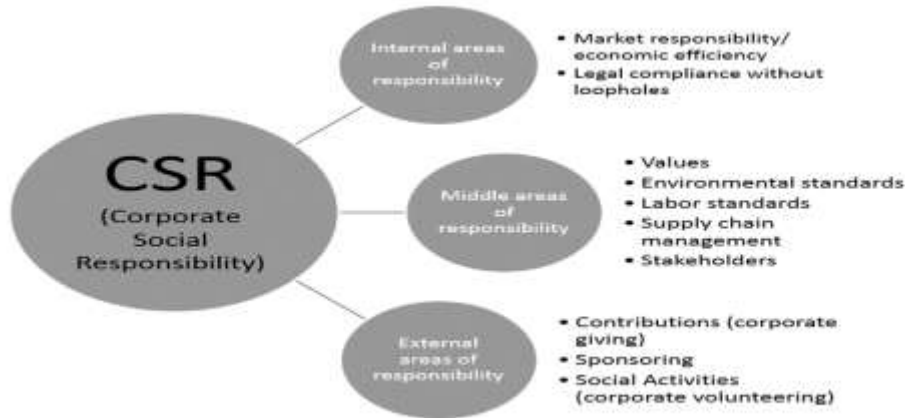 CSR
(Corporate
Social
Responsibility)
Internal areas
of
responsibility
• Market responsibility/
economic efficiency
• Legal compliance without
loopholes
Middle areas
of
responsibility
• Values
• Environmental standards
• Labor standards
• Supply chain
management
• Stakeholders
External
areas of
responsibility
• Contributions (corporate
giving)
• Sponsoring
• Social Activities
(corporate volunteering)